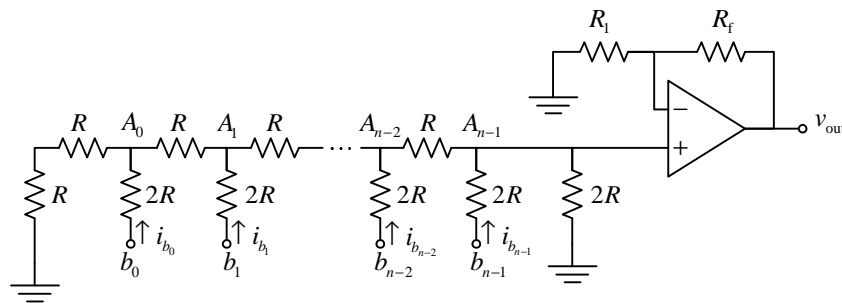 R₁ R_f
− + v_out
R A₀ R A₁ R ⋯ A_{n−2} R A_{n−1}
R 2R 2R 2R 2R 2R
↑ i_{b₀} ↑ i_{b₁} ↑ i_{b_{n−2}} ↑ i_{b_{n−1}}
b₀ b₁ b_{n−2} b_{n−1}